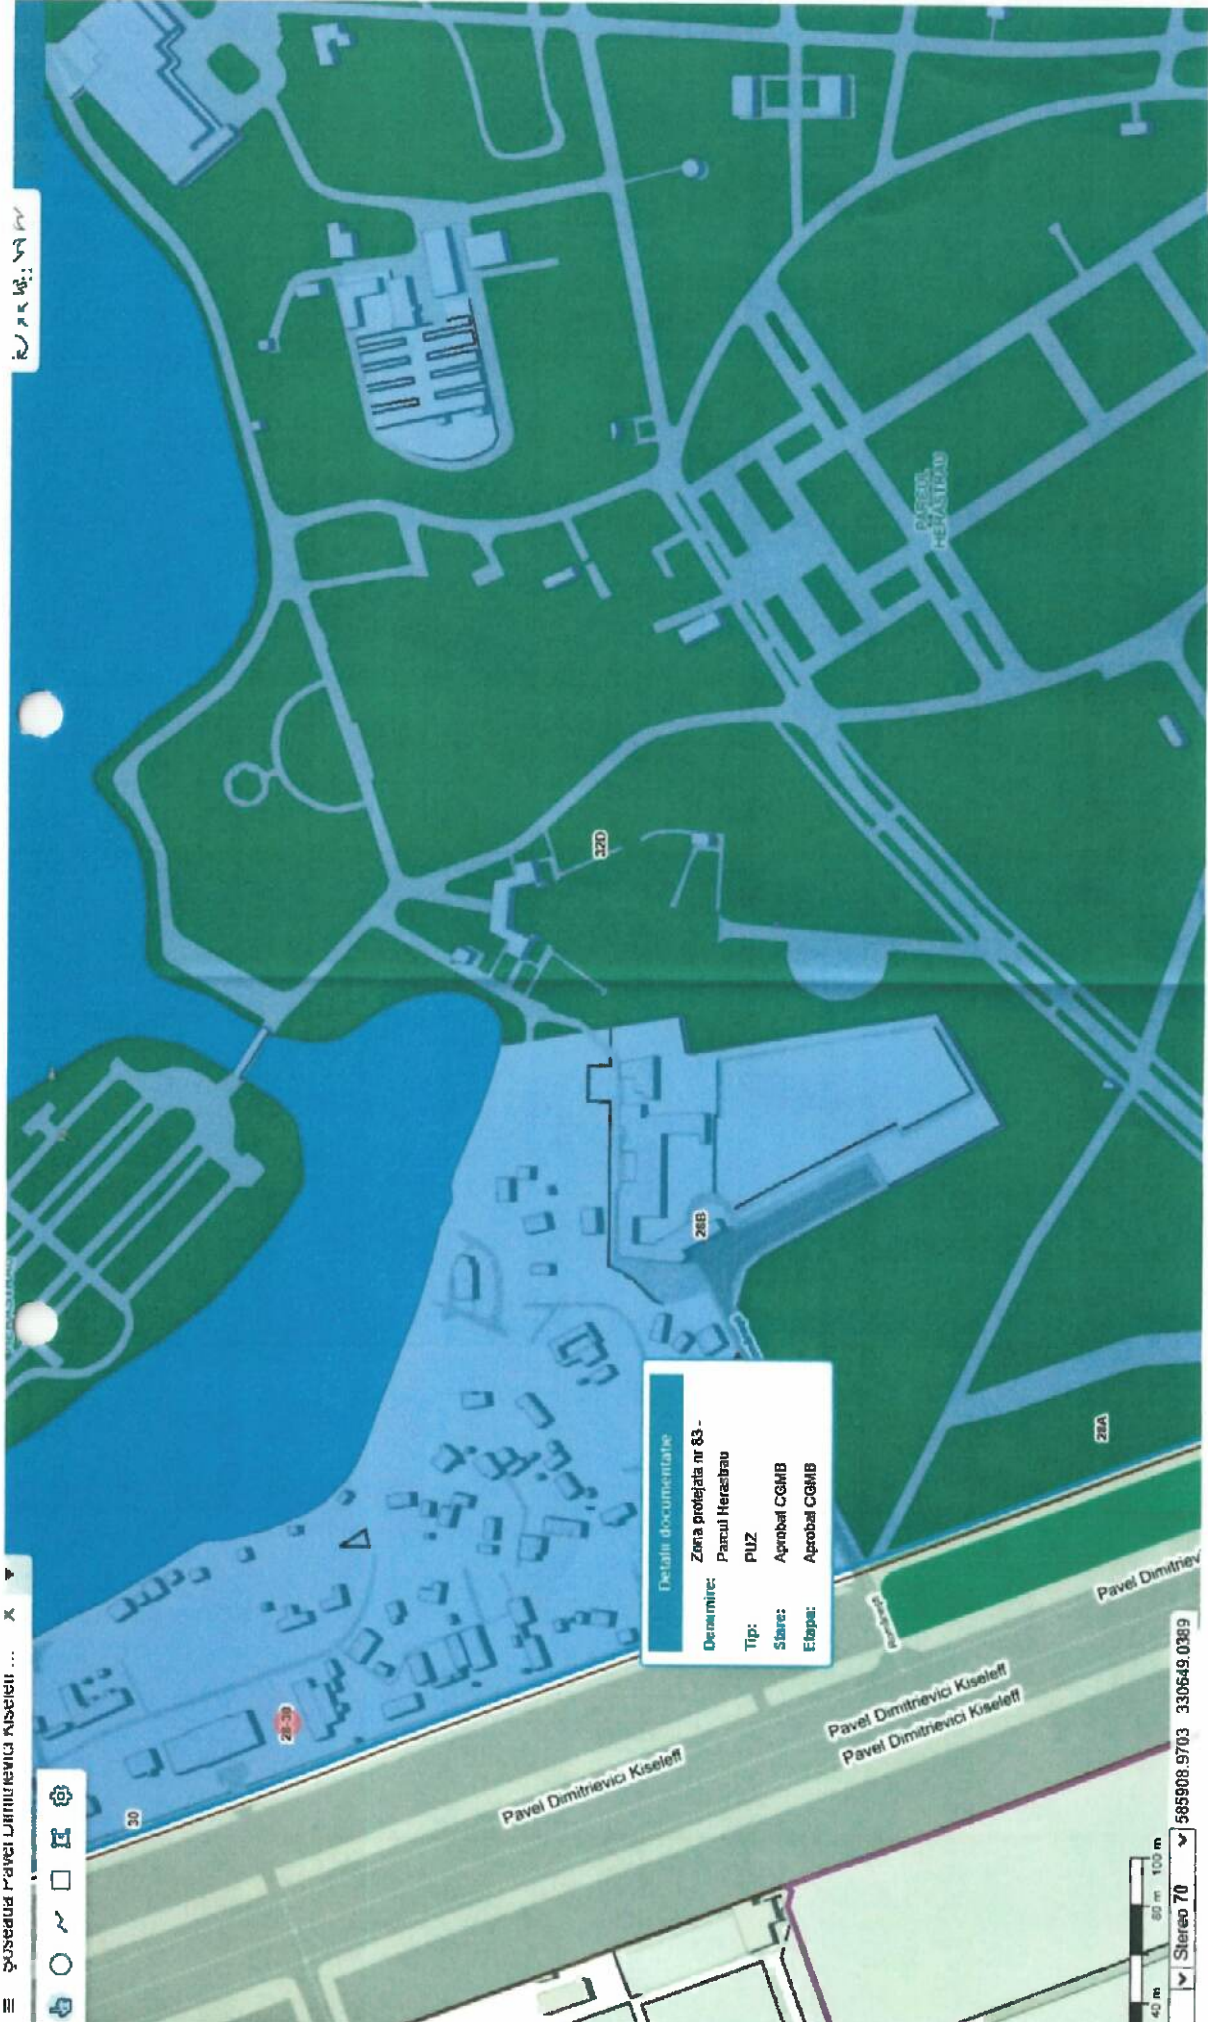 Șoseaua Pavel Dimitrievici Kiseleff ...
30
28-30
Detalii documentatie
Denumire: Zona protejata nr 63 -
Parcul Herastrau
Tip: PUZ
Stare: Aprobat CGMB
Etapa: Aprobat CGMB
28B
32D
PARCUL
HERASTRAU
28A
Pavel Dimitrievici Kiseleff
Pavel Dimitrievici Kiseleff
Pavel Dimitrievici Kiseleff
Pavel Dimitriev
40 m 80 m 100 m
Stereo 70 585908.9703 330649.0389